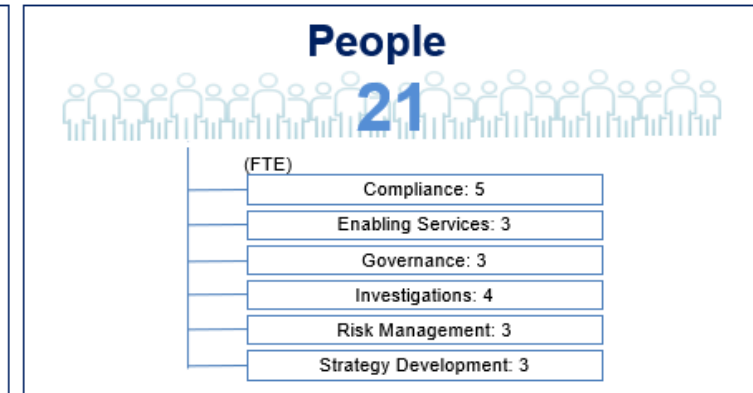 People
21
(FTE)
Compliance: 5
Enabling Services: 3
Governance: 3
Investigations: 4
Risk Management: 3
Strategy Development: 3